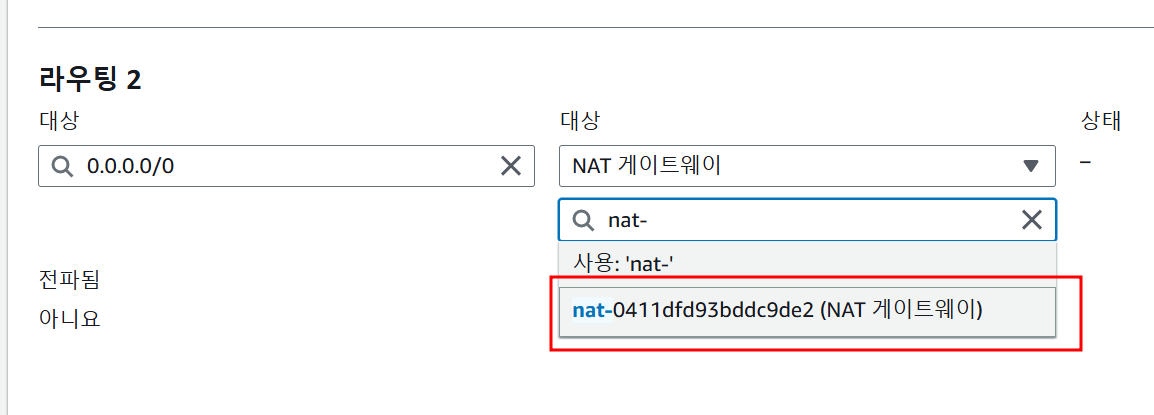 라우팅 2
대상 대상 상태
0.0.0.0/0 NAT 게이트웨이 –
nat-
사용: 'nat-'
전파됨
nat-0411dfd93bddc9de2 (NAT 게이트웨이)
아니요